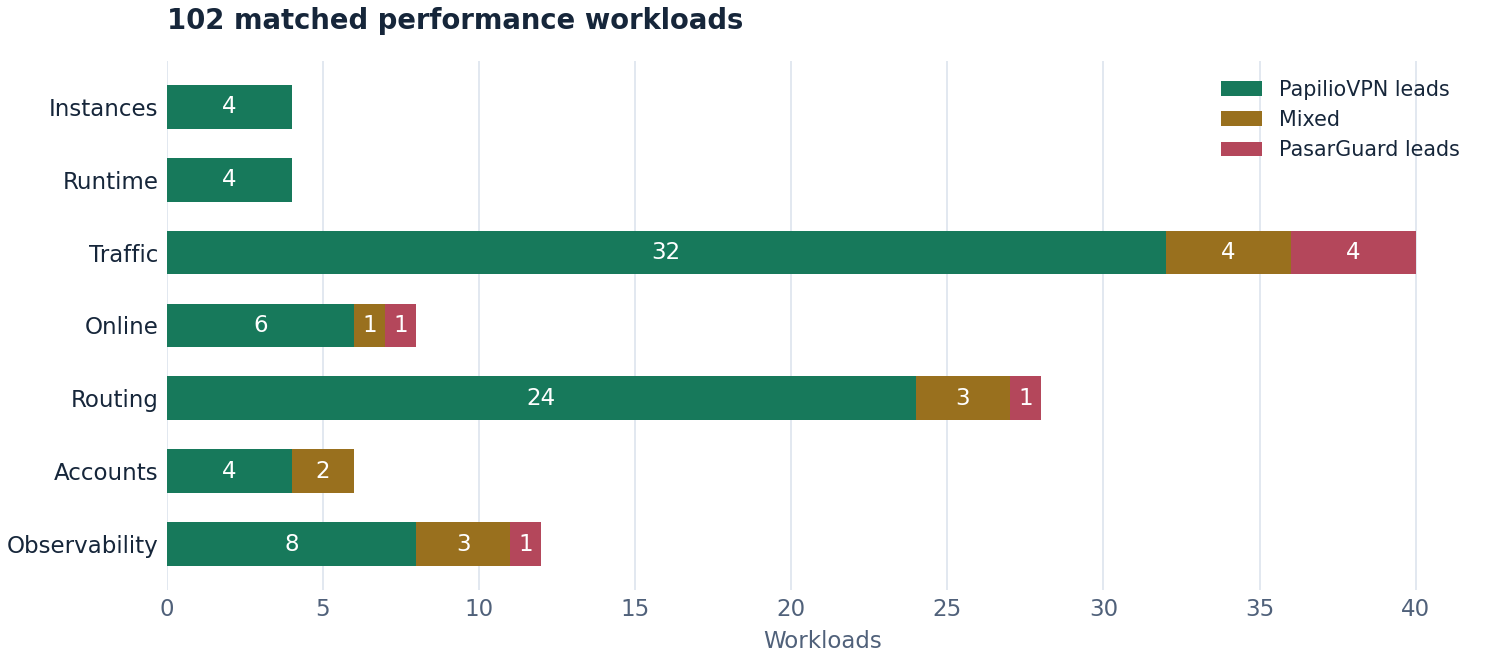 102 matched performance workloads
PapilioVPN leads
Mixed
PasarGuard leads
Instances 4
Runtime 4
Traffic 32 4 4
Online 6 1 1
Routing 24 3 1
Accounts 4 2
Observability 8 3 1
0 5 10 15 20 25 30 35 40
Workloads